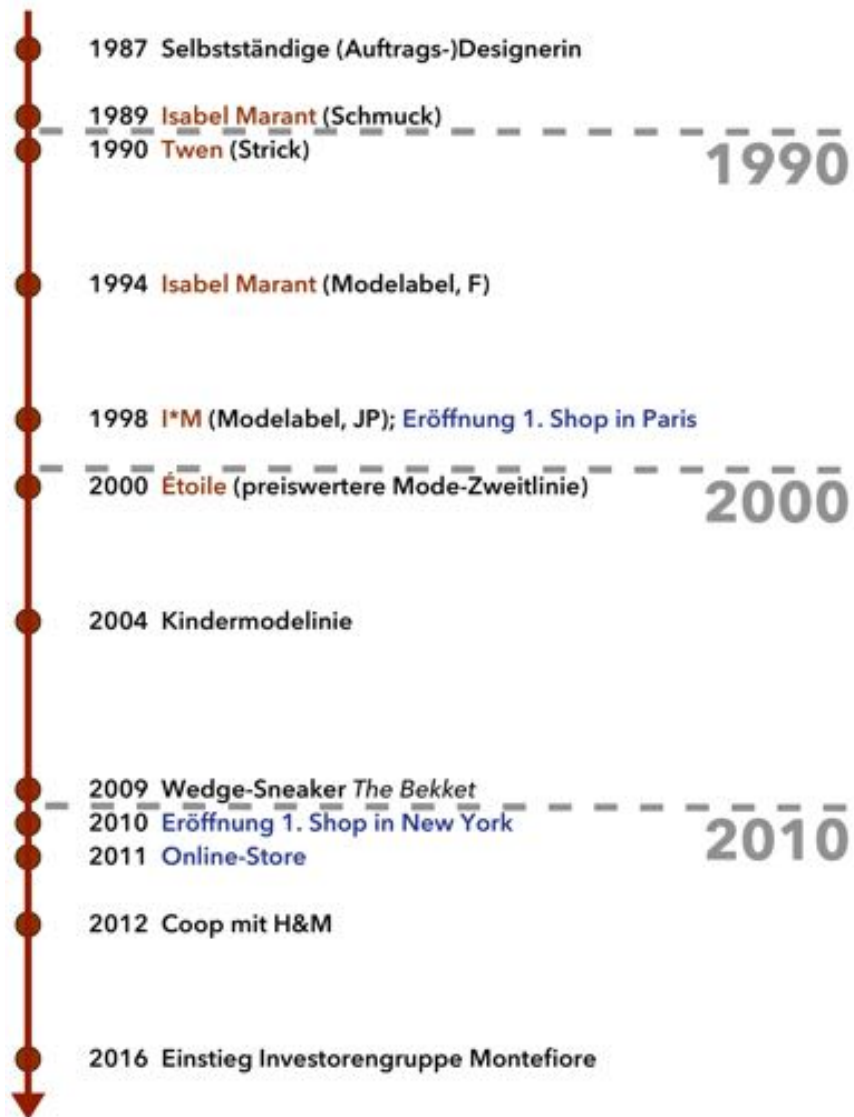 1987 Selbstständige (Auftrags-)Designerin
1989 Isabel Marant (Schmuck)
1990 Twen (Strick)
1990
1994 Isabel Marant (Modelabel, F)
1998 I*M (Modelabel, JP); Eröffnung 1. Shop in Paris
2000 Étoile (preiswertere Mode-Zweitlinie)
2000
2004 Kindermodelinie
2009 Wedge-Sneaker The Bekket
2010 Eröffnung 1. Shop in New York
2010
2011 Online-Store
2012 Coop mit H&M
2016 Einstieg Investorengruppe Montefiore